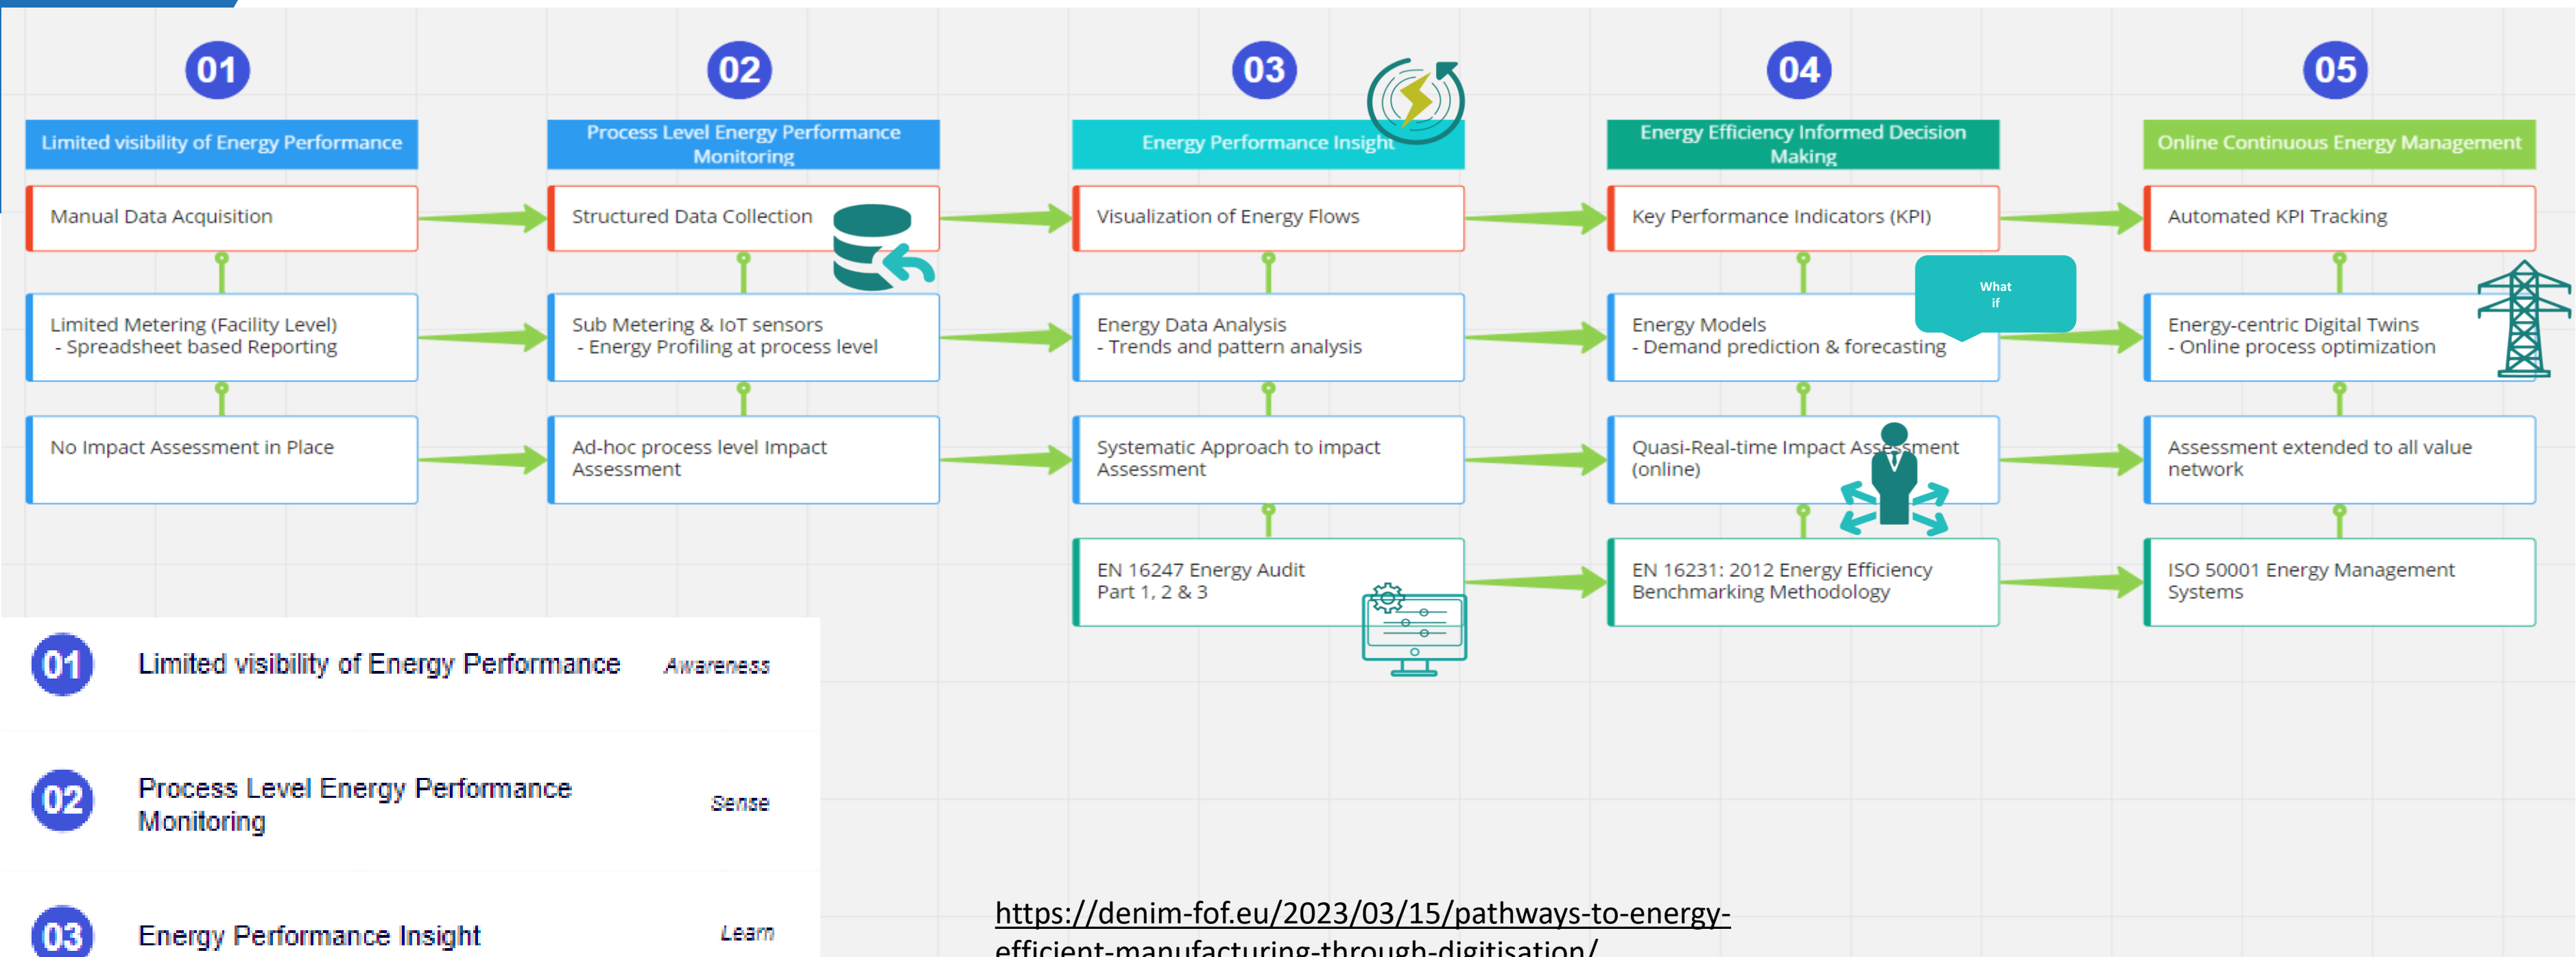 01
02
03
04
05
Limited visibility of Energy Performance
Process Level Energy Performance
Monitoring
Energy Performance Insight
Energy Efficiency Informed Decision
Making
Online Continuous Energy Management
Manual Data Acquisition
Structured Data Collection
Visualization of Energy Flows
Key Performance Indicators (KPI)
Automated KPI Tracking
What
if
Limited Metering (Facility Level)
- Spreadsheet based Reporting
Sub Metering & IoT sensors
- Energy Profiling at process level
Energy Data Analysis
- Trends and pattern analysis
Energy Models
- Demand prediction & forecasting
Energy-centric Digital Twins
- Online process optimization
No Impact Assessment in Place
Ad-hoc process level Impact
Assessment
Systematic Approach to impact
Assessment
Quasi-Real-time Impact Assessment
(online)
Assessment extended to all value
network
EN 16247 Energy Audit
Part 1, 2 & 3
EN 16231: 2012 Energy Efficiency
Benchmarking Methodology
ISO 50001 Energy Management
Systems
01
Limited visibility of Energy Performance
Awareness
02
Process Level Energy Performance
Monitoring
Sense
03
Energy Performance Insight
Learn
https://denim-fof.eu/2023/03/15/pathways-to-energy-
efficient-manufacturing-through-digitisation/